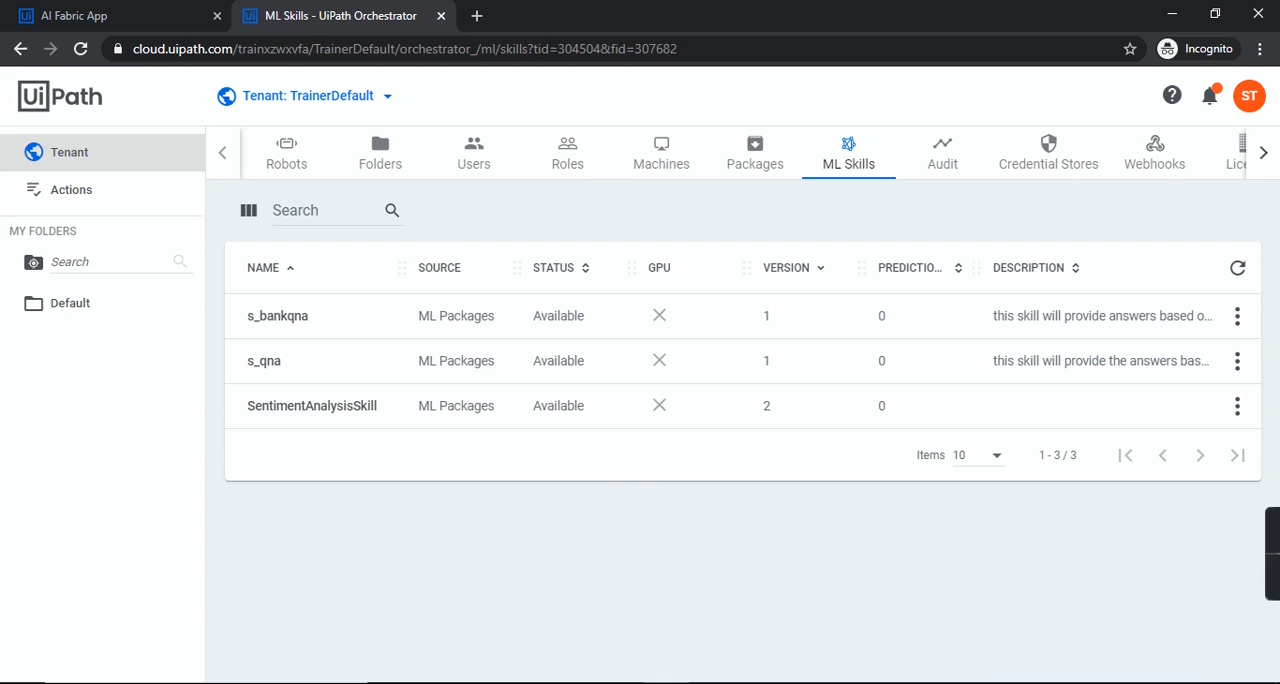 AI Fabric App
ML Skills - UiPath Orchestrator
cloud.uipath.com/trainxzwxvfa/TrainerDefault/orchestrator_/ml/skills?tid=304504&fid=307682
Incognito
UiPath
Tenant: TrainerDefault
ST
Tenant
Actions
MY FOLDERS
Search
Default
Robots
Folders
Users
Roles
Machines
Packages
ML Skills
Audit
Credential Stores
Webhooks
Lice
Search
NAME SOURCE STATUS GPU VERSION PREDICTIO... DESCRIPTION
s_bankqna ML Packages Available 1 0 this skill will provide answers based o...
s_qna ML Packages Available 1 0 this skill will provide the answers bas...
SentimentAnalysisSkill ML Packages Available 2 0
Items 10 1 - 3 / 3